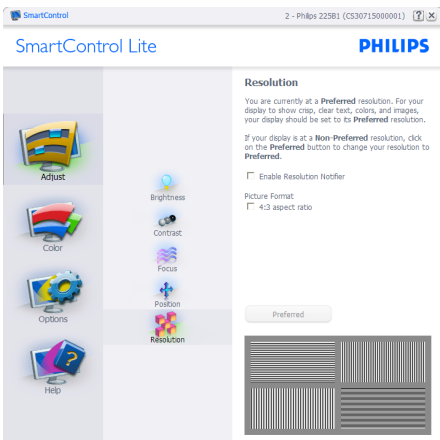 SmartControl
2 - Philips 225B1 (CS30715000001)
SmartControl Lite
PHILIPS
Adjust
Color
Options
Help
Brightness
Contrast
Focus
Position
Resolution
Resolution
You are currently at a Preferred resolution. For your
display to show crisp, clear text, colors, and images,
your display should be set to its Preferred resolution.
If your display is at a Non-Preferred resolution, click
on the Preferred button to change your resolution to
Preferred.
Enable Resolution Notifier
Picture Format
4:3 aspect ratio
Preferred